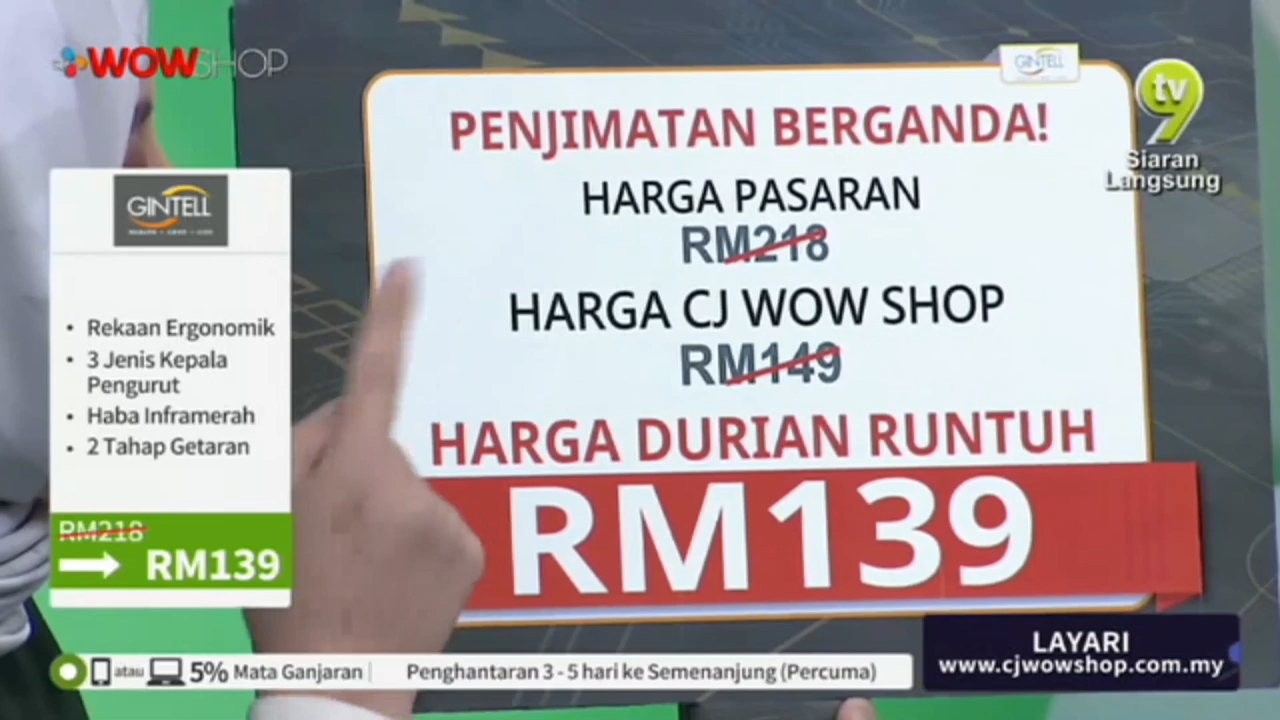 WOWSHOP
GINTELL
tv9
Siaran
Langsung
PENJIMATAN BERGANDA!
HARGA PASARAN
RM218
HARGA CJ WOW SHOP
RM149
HARGA DURIAN RUNTUH
RM139
GINTELL
• Rekaan Ergonomik
• 3 Jenis Kepala
Pengurut
• Haba Inframerah
• 2 Tahap Getaran
RM218
RM139
atau 5% Mata Ganjaran | Penghantaran 3 - 5 hari ke Semenanjung (Percuma)
LAYARI
www.cjwowshop.com.my